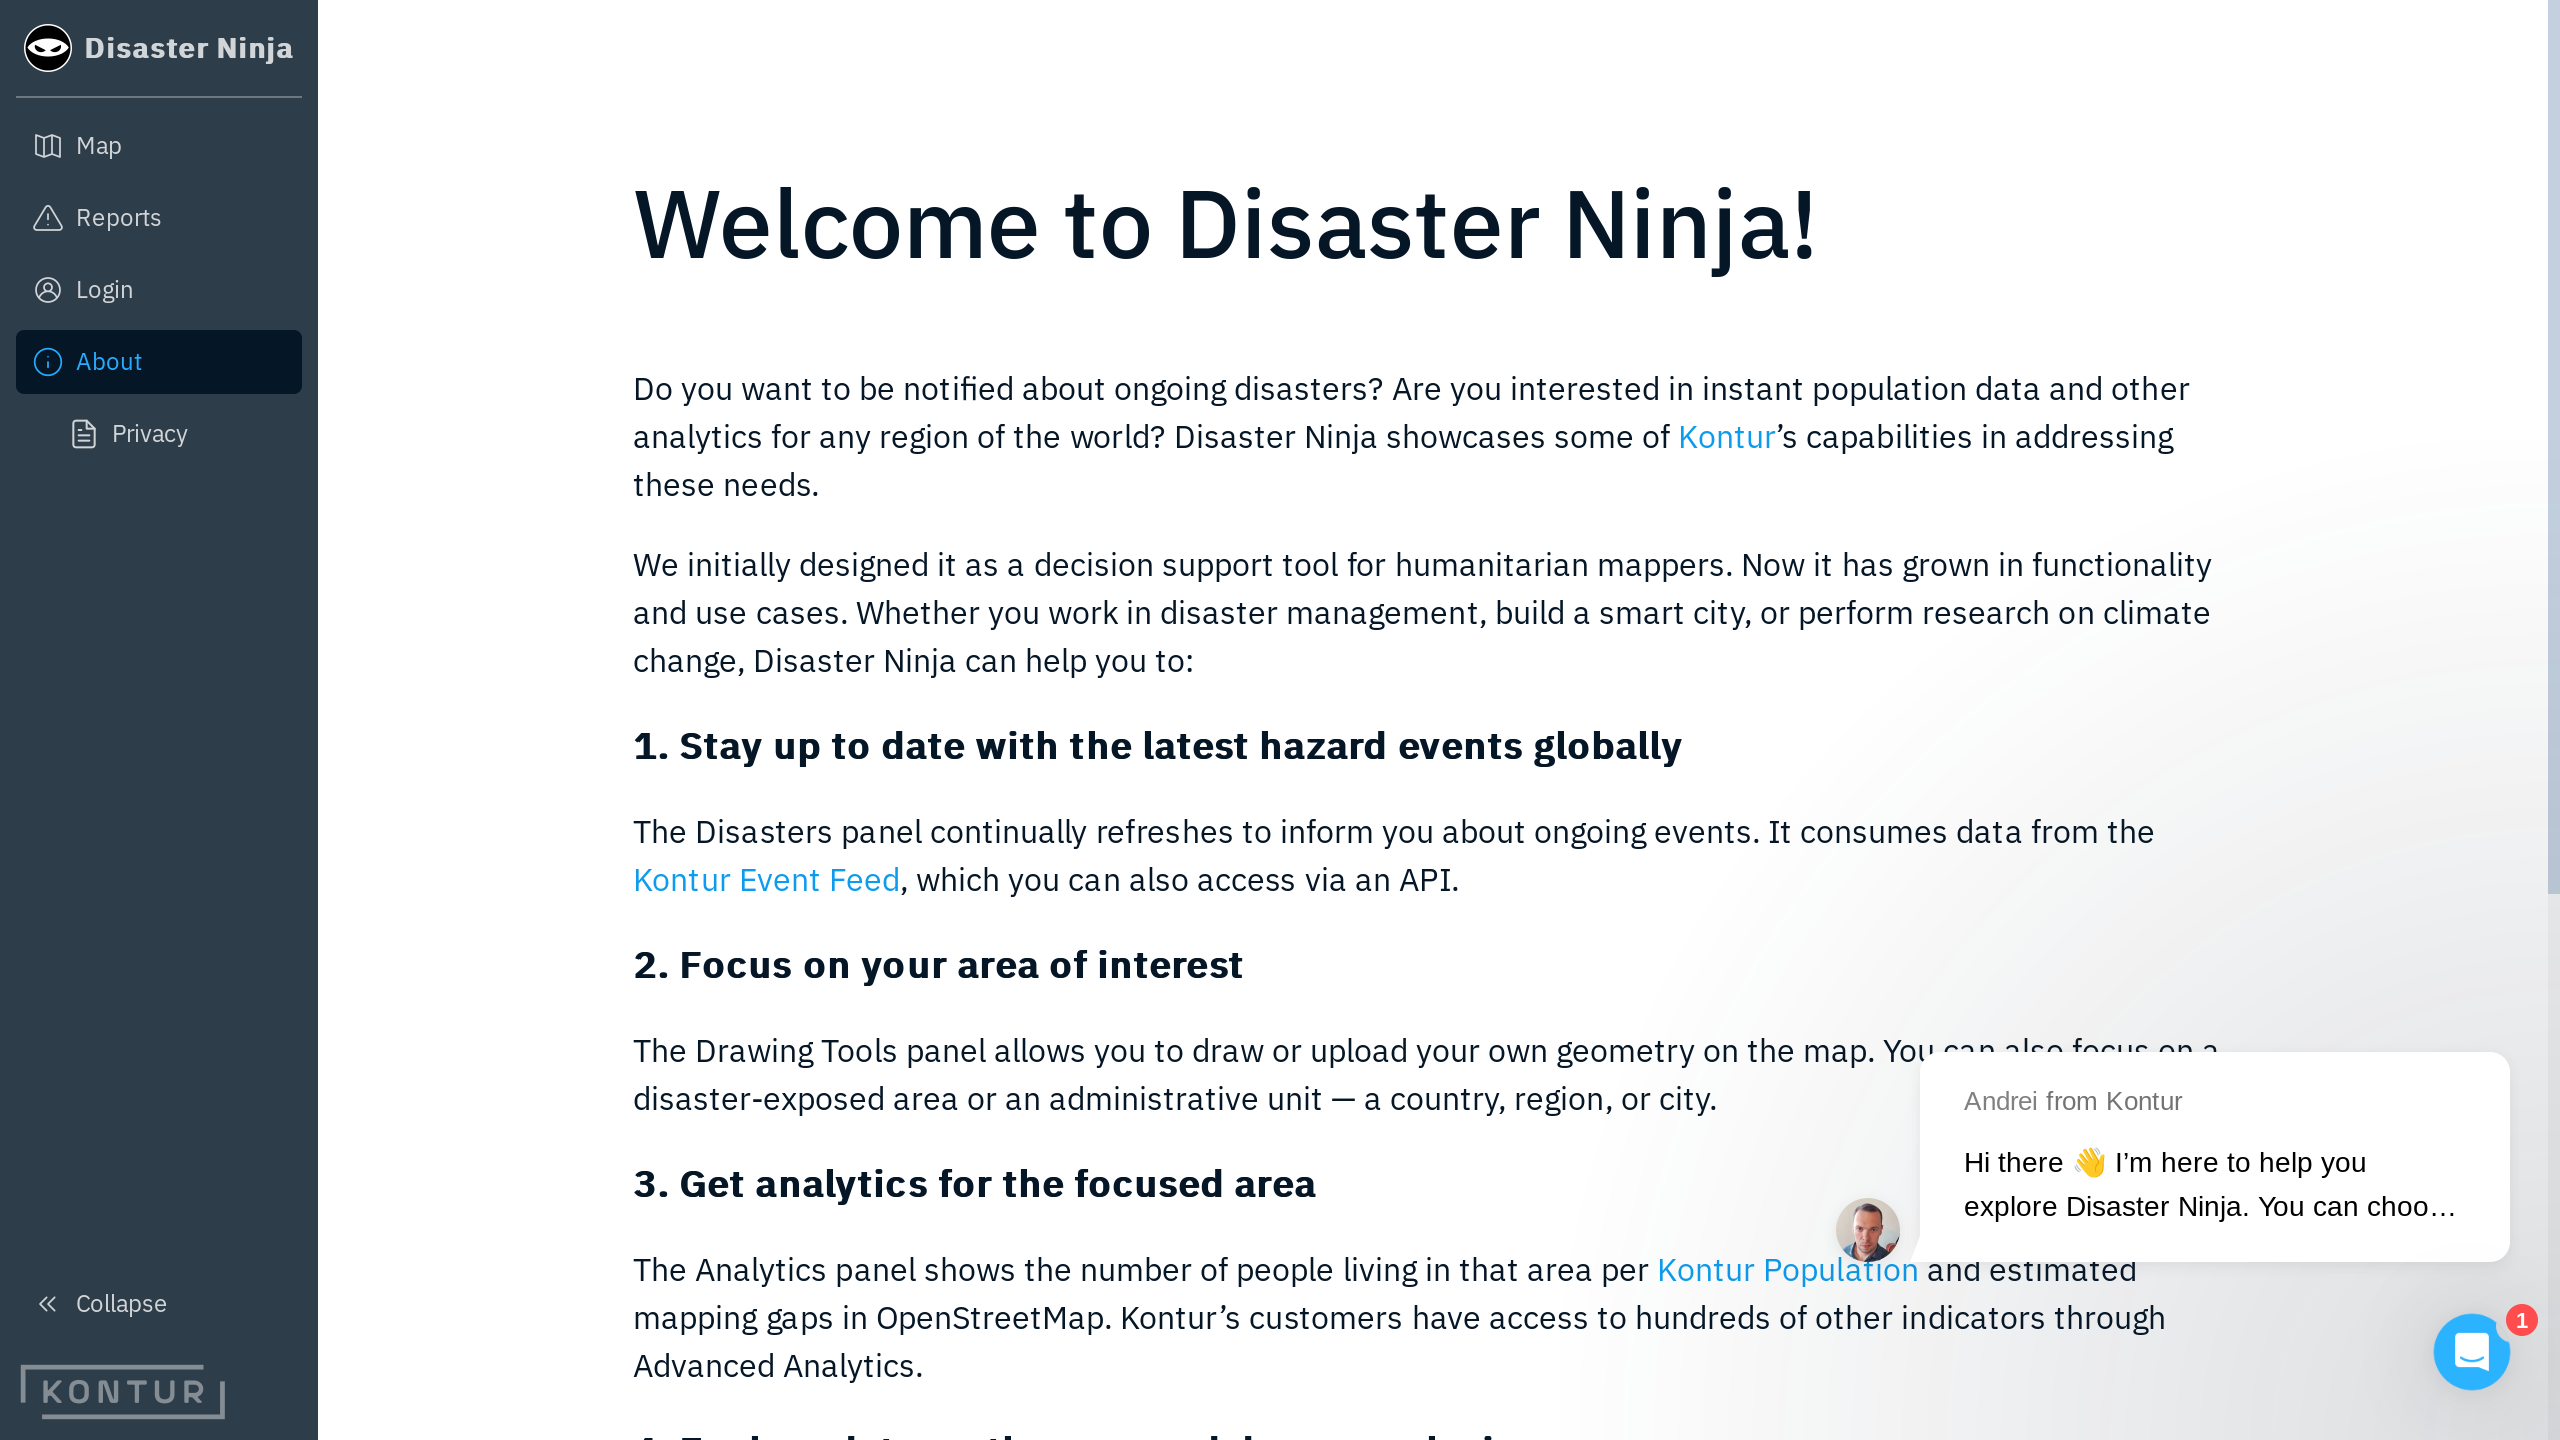 Disaster Ninja
Map
Reports
Login
About
Privacy
Collapse
KONTUR
Welcome to Disaster Ninja!
Do you want to be notified about ongoing disasters? Are you interested in instant population data and other
analytics for any region of the world? Disaster Ninja showcases some of Kontur’s capabilities in addressing
these needs.
We initially designed it as a decision support tool for humanitarian mappers. Now it has grown in functionality
and use cases. Whether you work in disaster management, build a smart city, or perform research on climate
change, Disaster Ninja can help you to:
1. Stay up to date with the latest hazard events globally
The Disasters panel continually refreshes to inform you about ongoing events. It consumes data from the
Kontur Event Feed, which you can also access via an API.
2. Focus on your area of interest
The Drawing Tools panel allows you to draw or upload your own geometry on the map. You can also focus on a
disaster-exposed area or an administrative unit — a country, region, or city.
3. Get analytics for the focused area
The Analytics panel shows the number of people living in that area per Kontur Population and estimated
mapping gaps in OpenStreetMap. Kontur’s customers have access to hundreds of other indicators through
Advanced Analytics.
Andrei from Kontur
Hi there 👋 I’m here to help you
explore Disaster Ninja. You can choo…
1